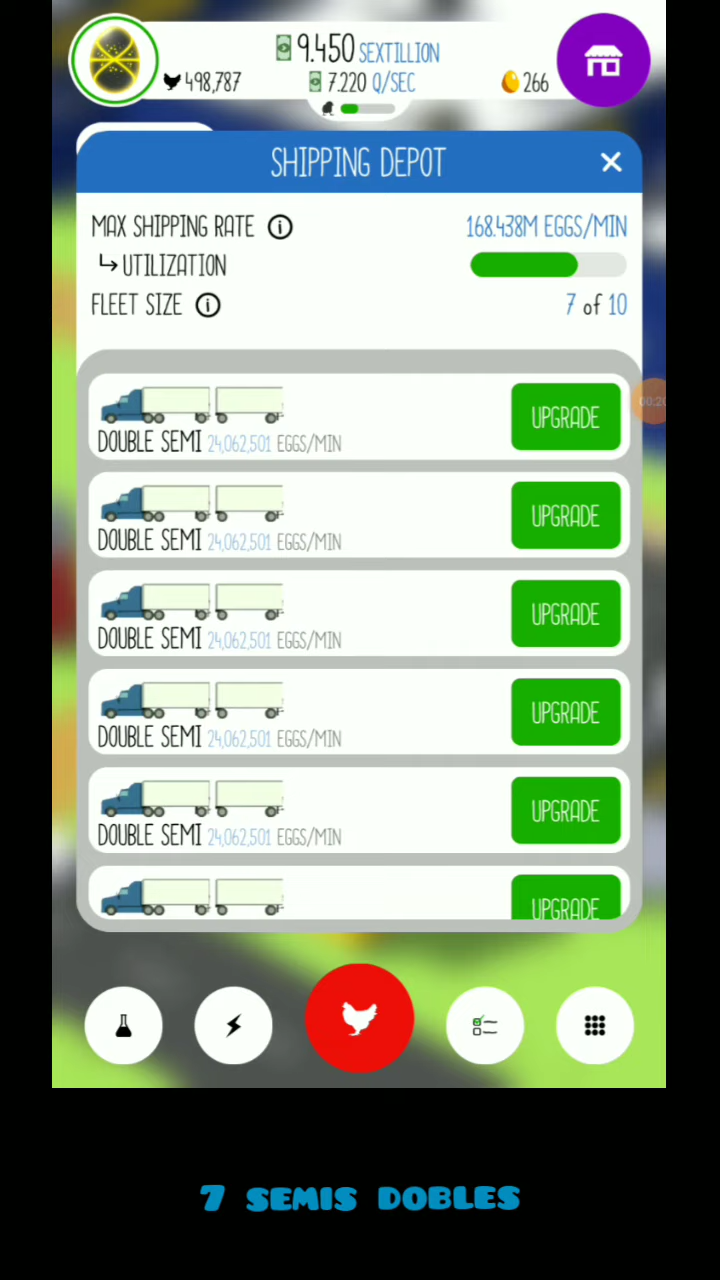 9.450 SEXTILLION
498,787
7.220 Q/SEC
266
SHIPPING DEPOT
MAX SHIPPING RATE
168.438M EGGS/MIN
UTILIZATION
FLEET SIZE
7 of 10
DOUBLE SEMI 24,062,501 EGGS/MIN
UPGRADE
DOUBLE SEMI 24,062,501 EGGS/MIN
UPGRADE
DOUBLE SEMI 24,062,501 EGGS/MIN
UPGRADE
DOUBLE SEMI 24,062,501 EGGS/MIN
UPGRADE
DOUBLE SEMI 24,062,501 EGGS/MIN
UPGRADE
UPGRADE
7 SEMIS DOBLES